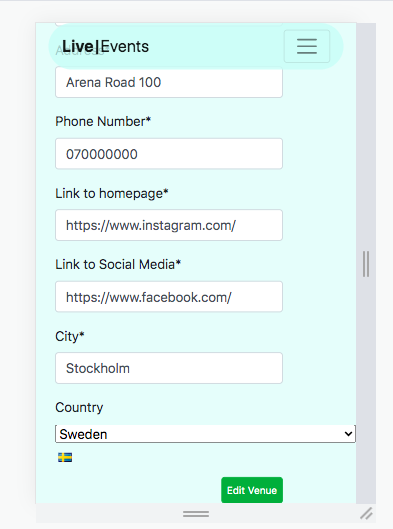 Live|Events
Address*
Arena Road 100
Phone Number*
070000000
Link to homepage*
https://www.instagram.com/
Link to Social Media*
https://www.facebook.com/
City*
Stockholm
Country
Sweden
Edit Venue